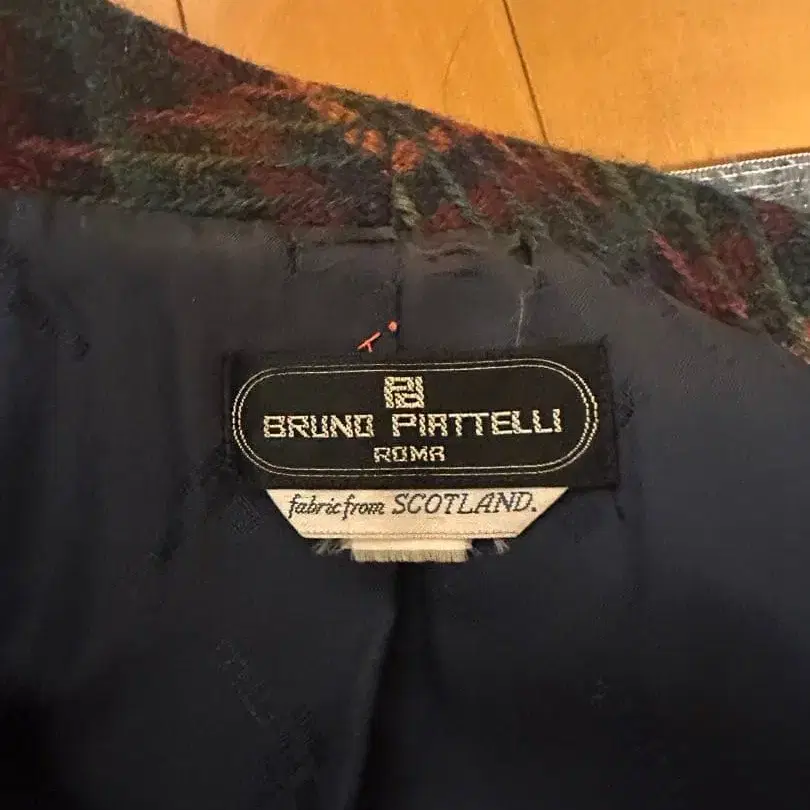 BRUNO PIATTELLI
ROMA
fabric from SCOTLAND.